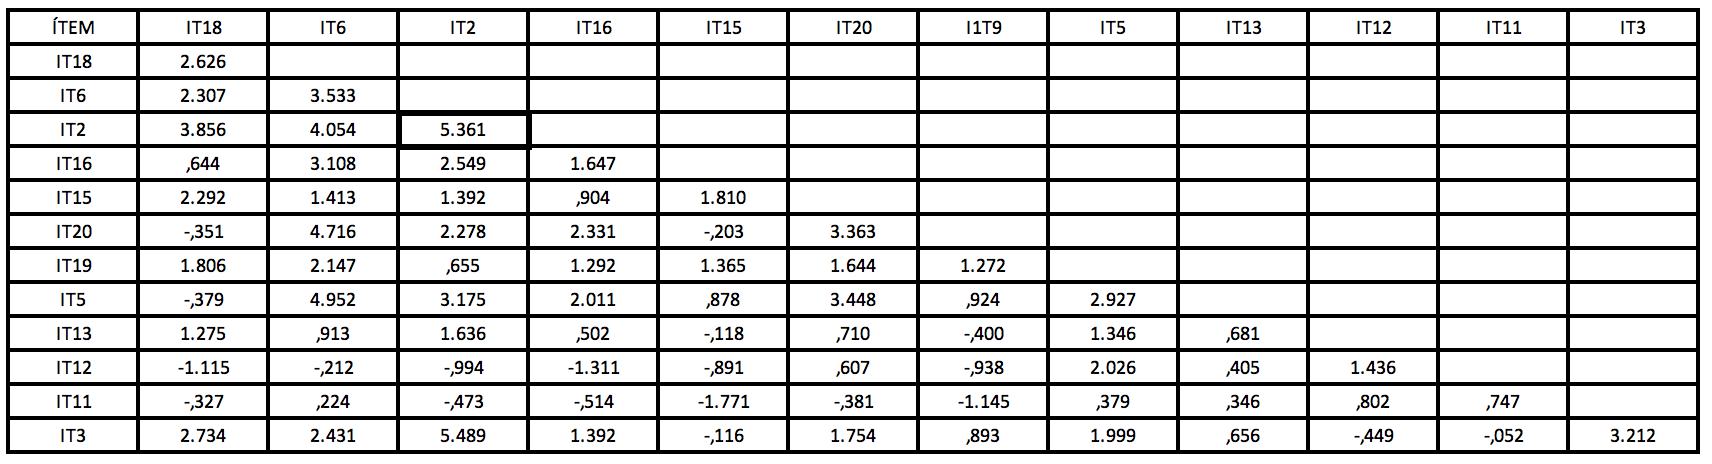 ÍTEM IT18 IT6 IT2 IT16 IT15 IT20 I1T9 IT5 IT13 IT12 IT11 IT3
IT18 2.626
IT6 2.307 3.533
IT2 3.856 4.054 5.361
IT16 ,644 3.108 2.549 1.647
IT15 2.292 1.413 1.392 ,904 1.810
IT20 -,351 4.716 2.278 2.331 -,203 3.363
IT19 1.806 2.147 ,655 1.292 1.365 1.644 1.272
IT5 -,379 4.952 3.175 2.011 ,878 3.448 ,924 2.927
IT13 1.275 ,913 1.636 ,502 -,118 ,710 -,400 1.346 ,681
IT12 -1.115 -,212 -,994 -1.311 -,891 ,607 -,938 2.026 ,405 1.436
IT11 -,327 ,224 -,473 -,514 -1.771 -,381 -1.145 ,379 ,346 ,802 ,747
IT3 2.734 2.431 5.489 1.392 -,116 1.754 ,893 1.999 ,656 -,449 -,052 3.212